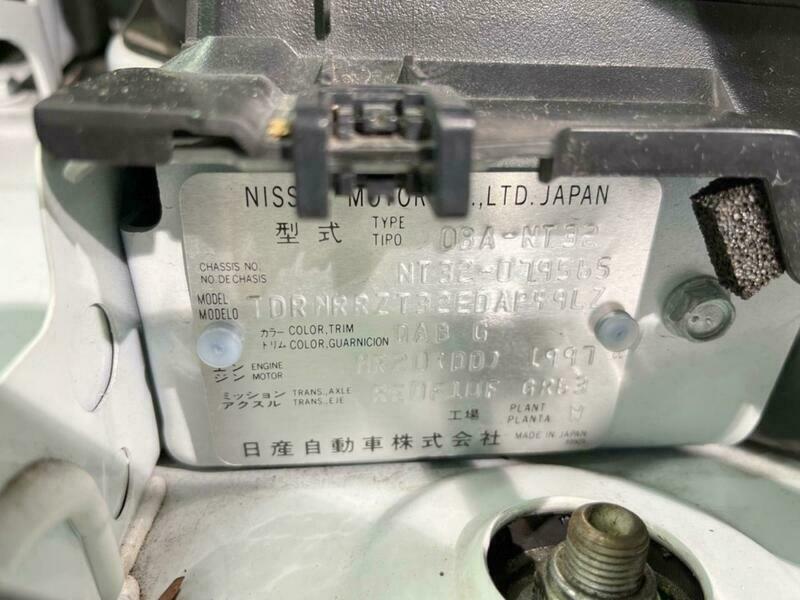 NISS MOTOR ., LTD. JAPAN
型式 TYPE TIPO DBA-NT32
CHASSIS NO. NO. DE CHASIS NT32-079565
MODEL MODELO
カラー COLOR, TRIM
トリム COLOR, GUARNICION QAB G
エンジン ENGINE MOTOR MR20(DD) 1997
ミッション TRANS., AXLE
アクスル TRANS., EJE GR63
工場 PLANT PLANTA
日産自動車株式会社 MADE IN JAPAN